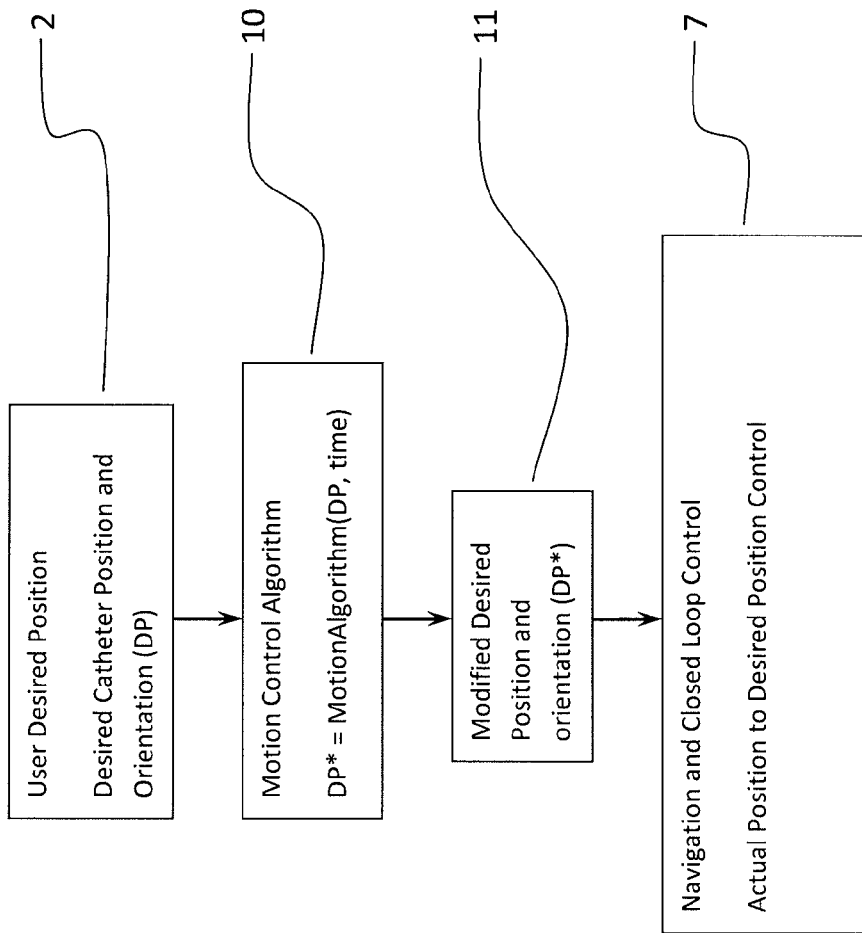 User Desired Position
Desired Catheter Position and
Orientation (DP)
2
Motion Control Algorithm
DP* = MotionAlgorithm(DP, time)
10
Modified Desired
Position and
orientation (DP*)
11
Navigation and Closed Loop Control
Actual Position to Desired Position Control
7